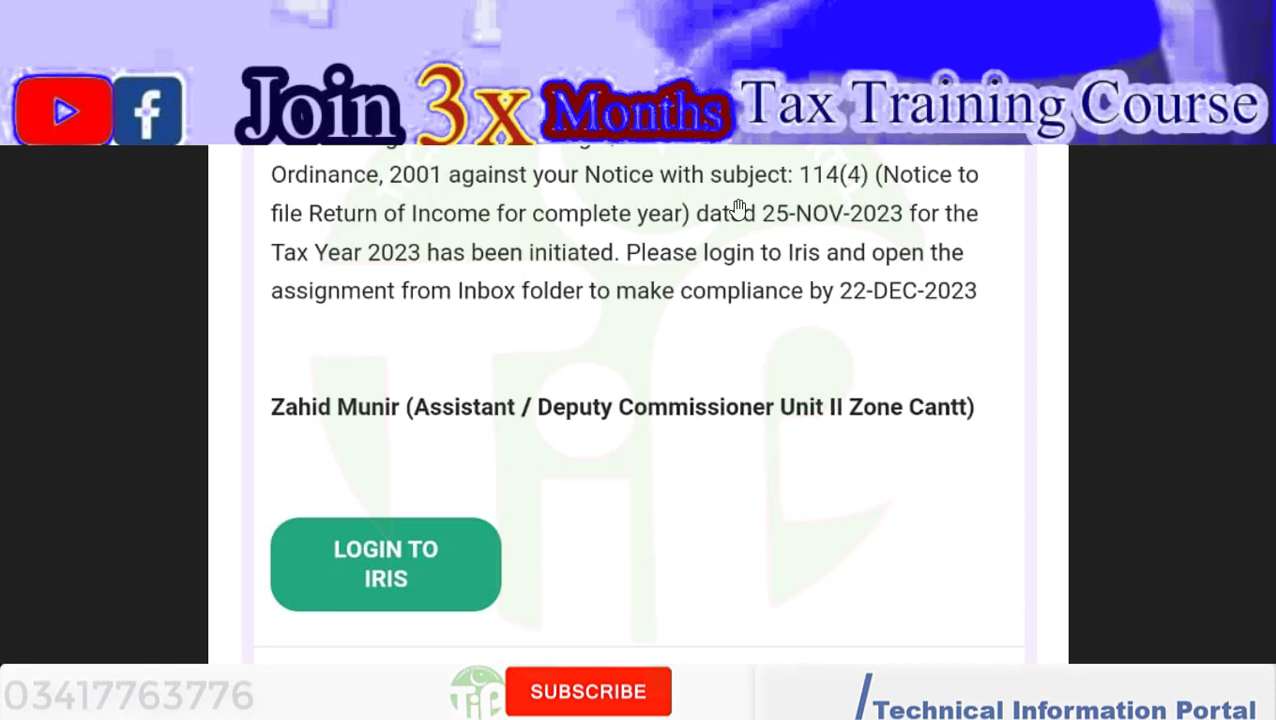 Join 3x Months Tax Training Course
Ordinance, 2001 against your Notice with subject: 114(4) (Notice to
file Return of Income for complete year) dated 25-NOV-2023 for the
Tax Year 2023 has been initiated. Please login to Iris and open the
assignment from Inbox folder to make compliance by 22-DEC-2023
Zahid Munir (Assistant / Deputy Commissioner Unit II Zone Cantt)
LOGIN TO
IRIS
03417763776
TiP
SUBSCRIBE
/Technical Information Portal